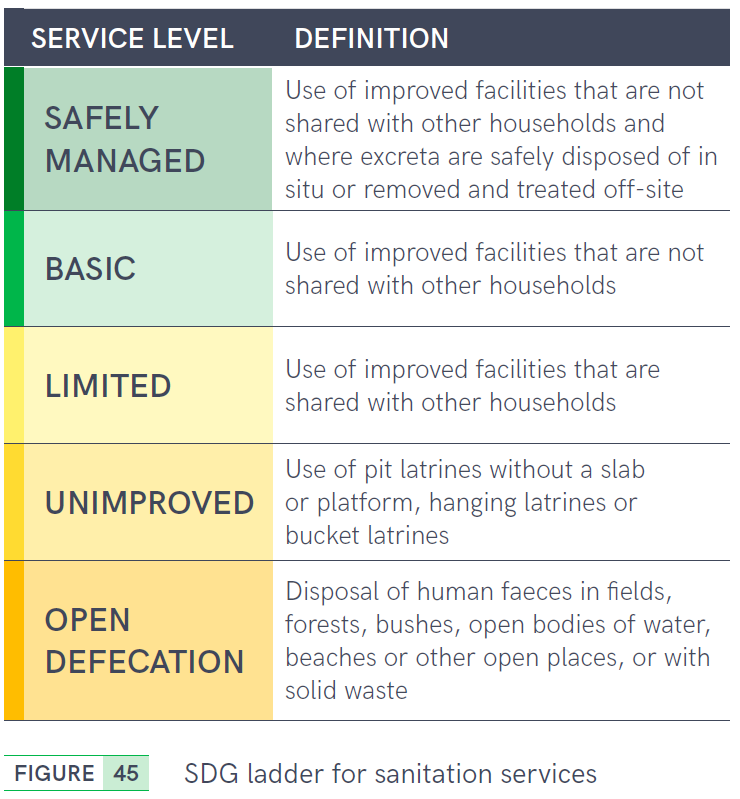 SERVICE LEVEL DEFINITION
SAFELY
MANAGED
Use of improved facilities that are not
shared with other households and
where excreta are safely disposed of in
situ or removed and treated off-site
BASIC
Use of improved facilities that are not
shared with other households
LIMITED
Use of improved facilities that are
shared with other households
UNIMPROVED
Use of pit latrines without a slab
or platform, hanging latrines or
bucket latrines
OPEN
DEFECATION
Disposal of human faeces in fields,
forests, bushes, open bodies of water,
beaches or other open places, or with
solid waste
FIGURE 45 SDG ladder for sanitation services